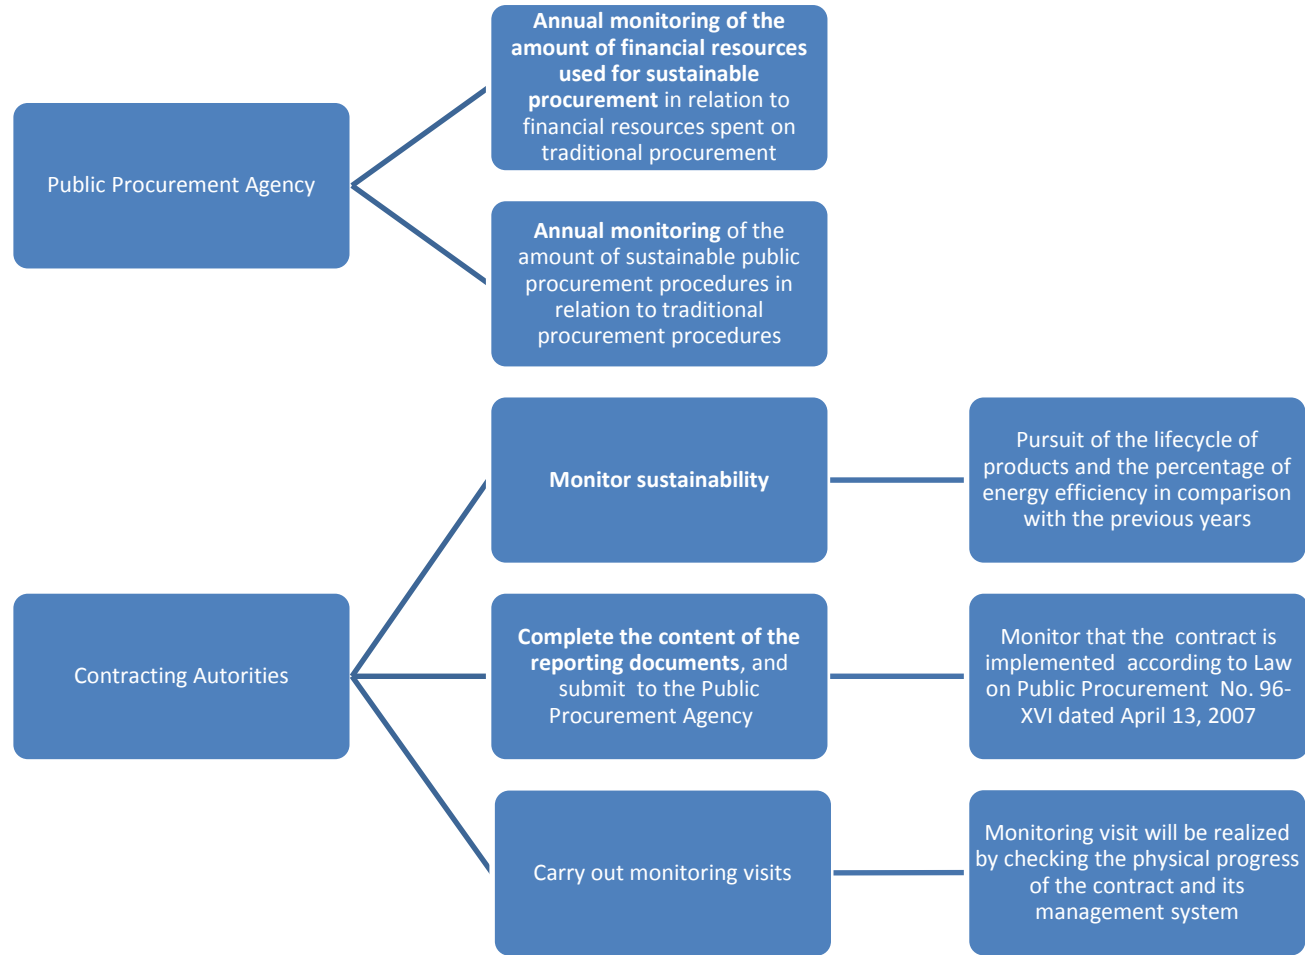 Public Procurement Agency
Annual monitoring of the
amount of financial resources
used for sustainable
procurement in relation to
financial resources spent on
traditional procurement
Annual monitoring of the
amount of sustainable public
procurement procedures in
relation to traditional
procurement procedures
Contracting Autorities
Monitor sustainability
Pursuit of the lifecycle of
products and the percentage of
energy efficiency in comparison
with the previous years
Complete the content of the
reporting documents, and
submit to the Public
Procurement Agency
Monitor that the contract is
implemented according to Law
on Public Procurement No. 96-
XVI dated April 13, 2007
Carry out monitoring visits
Monitoring visit will be realized
by checking the physical progress
of the contract and its
management system